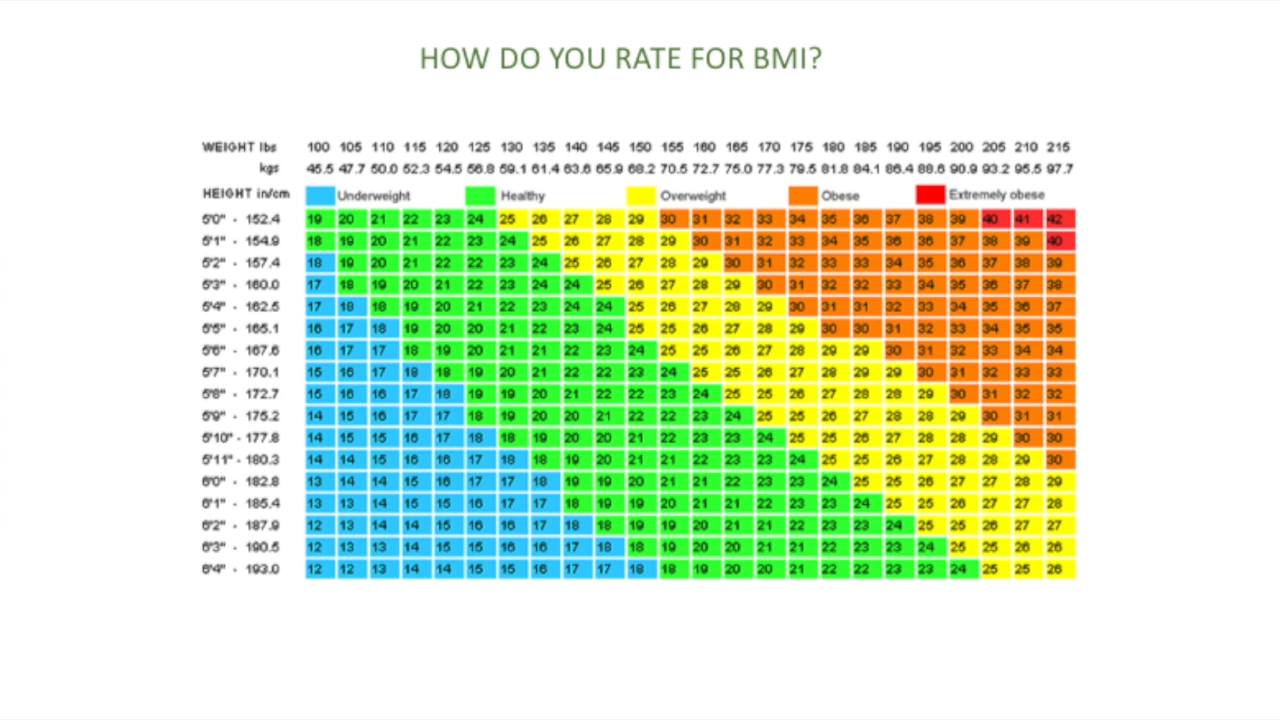 HOW DO YOU RATE FOR BMI?
WEIGHT lbs 100 105 110 115 120 125 130 135 140 145 150 155 160 165 170 175 180 185 190 195 200 205 210 215
kgs 45.5 47.7 50.0 52.3 54.5 56.8 59.1 61.4 63.6 65.9 68.2 70.5 72.7 75.0 77.3 79.5 81.8 84.1 86.4 88.6 90.9 93.2 95.5 97.7
HEIGHT in/cm Underweight Healthy Overweight Obese Extremely obese
5'0" - 152.4 19 20 21 22 23 24 25 26 27 28 29 30 31 32 33 34 35 36 37 38 39 40 41 42
5'1" - 154.9 18 19 20 21 22 23 24 25 26 27 28 29 30 31 32 33 34 35 36 36 37 38 39 40
5'2" - 157.4 18 19 20 21 22 22 23 24 25 26 27 28 29 30 31 32 33 33 34 35 36 37 38 39
5'3" - 160.0 17 18 19 20 21 22 23 24 24 25 26 27 28 29 30 31 32 32 33 34 35 36 37 38
5'4" - 162.5 17 18 18 19 20 21 22 23 24 24 25 26 27 28 29 30 31 31 32 33 34 35 36 37
5'5" - 165.1 16 17 18 19 20 20 21 22 23 24 25 25 26 27 28 29 30 30 31 32 33 34 35 35
5'6" - 167.6 16 17 17 18 19 20 21 21 22 23 24 25 25 26 27 28 29 29 30 31 32 33 34 34
5'7" - 170.1 15 16 17 18 18 19 20 21 22 22 23 24 25 25 26 27 28 29 29 30 31 32 33 33
5'8" - 172.7 15 16 16 17 18 19 19 20 21 22 22 23 24 25 25 26 27 28 28 29 30 31 32 32
5'9" - 175.2 14 15 16 17 17 18 19 20 20 21 22 22 23 24 25 25 26 27 28 28 29 30 31 31
5'10" - 177.8 14 15 15 16 17 18 18 19 20 20 21 22 23 23 24 25 25 26 27 28 28 29 30 30
5'11" - 180.3 14 14 15 16 16 17 18 18 19 20 21 21 22 23 23 24 25 25 26 27 28 28 29 30
6'0" - 182.8 13 14 14 15 16 17 17 18 19 19 20 21 21 22 23 23 24 25 25 26 27 27 28 29
6'1" - 185.4 13 13 14 15 15 16 17 17 18 19 19 20 21 21 22 23 23 24 25 25 26 27 27 28
6'2" - 187.9 12 13 14 14 15 16 16 17 18 18 19 19 20 21 21 22 23 23 24 25 25 26 27 27
6'3" - 190.5 12 13 13 14 15 15 16 16 17 18 18 19 20 20 21 21 22 23 23 24 25 25 26 26
6'4" - 193.0 12 12 13 14 14 15 15 16 17 17 18 18 19 20 20 21 22 22 23 23 24 25 25 26